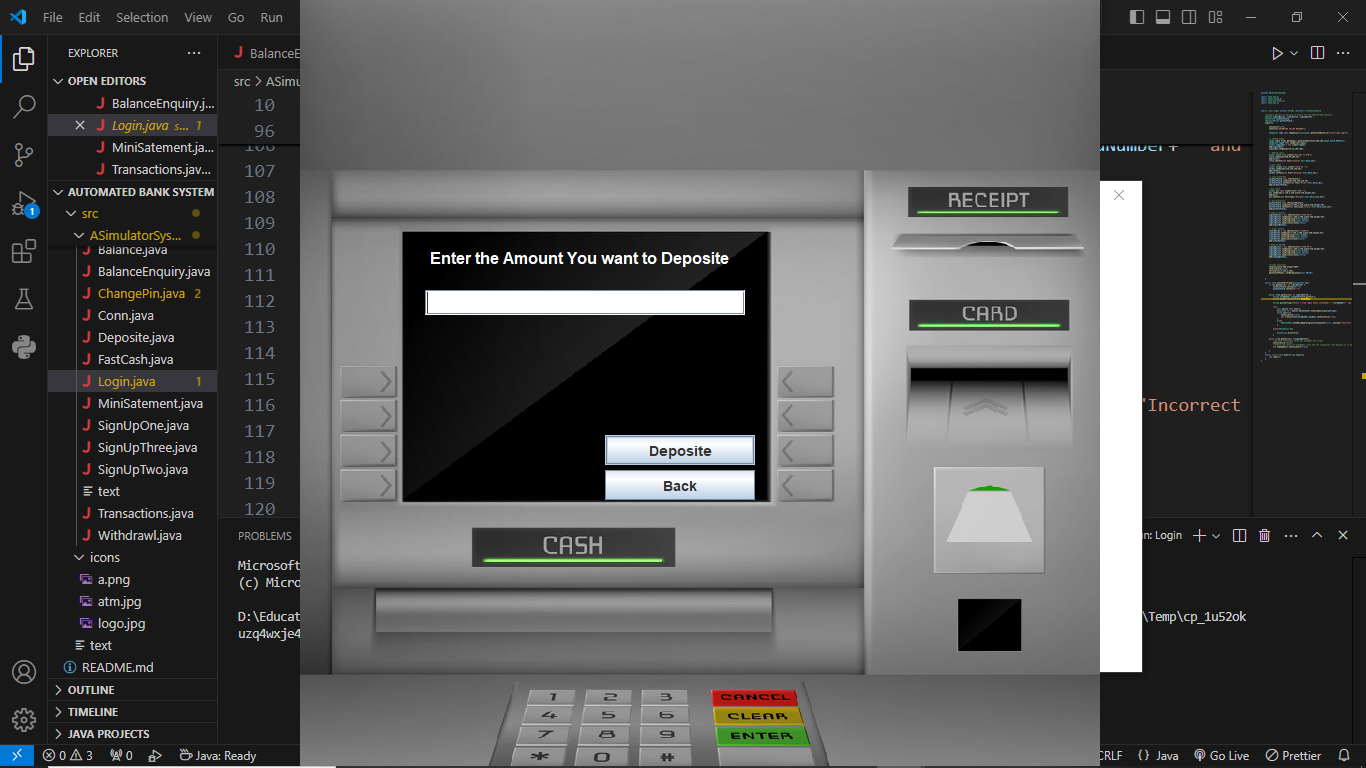 File Edit Selection View Go Run
EXPLORER
OPEN EDITORS
BalanceEnquiry.j...
Login.java s... 1
MiniSatement.ja...
Transactions.jav...
AUTOMATED BANK SYSTEM
src
ASimulatorSys...
Balance.java
BalanceEnquiry.java
ChangePin.java 2
Conn.java
Deposite.java
FastCash.java
Login.java 1
MiniSatement.java
SignUpOne.java
SignUpThree.java
SignUpTwo.java
text
Transactions.java
Withdrawl.java
icons
a.png
atm.jpg
logo.jpg
text
README.md
OUTLINE
TIMELINE
JAVA PROJECTS
1
BalanceE
src > ASimu
10
96
106
107
108
109
110
111
112
113
114
115
116
117
118
119
120
PROBLEMS
Microsoft
(c) Micro
D:\Educat
uzq4wxje4
Enter the Amount You want to Deposite
Deposite
Back
CASH
RECEIPT
CARD
1 2 3 CANCEL
4 5 6 CLEAR
7 8 9 ENTER
* 0 #
dNumber+" and
"Incorrect
n: Login
\Temp\cp_1u52ok
0 3 0 Java: Ready
CRLF {} Java Go Live Prettier